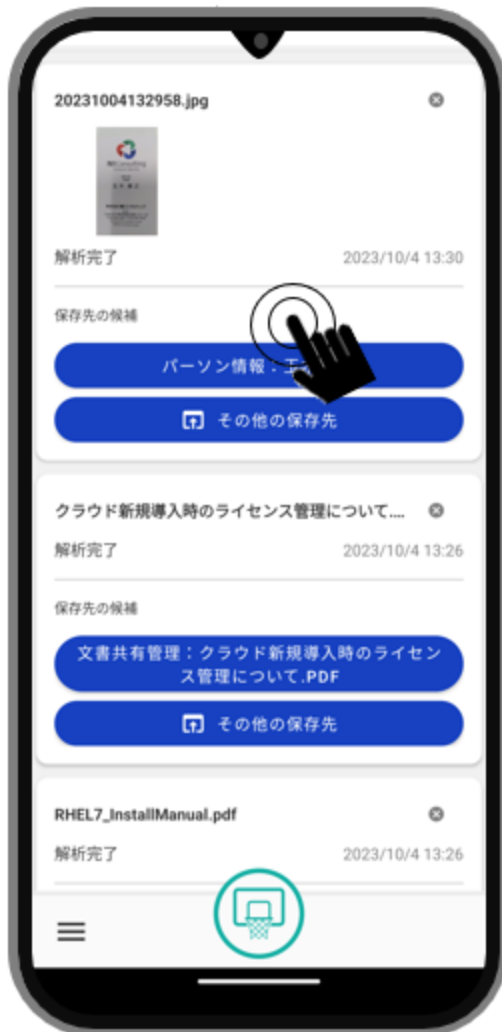 20231004132958.jpg
解析完了 2023/10/4 13:30
保存先の候補
パーソン情報：
その他の保存先
クラウド新規導入時のライセンス管理について....
解析完了 2023/10/4 13:26
保存先の候補
文書共有管理：クラウド新規導入時のライセン
ス管理について.PDF
その他の保存先
RHEL7_InstallManual.pdf
解析完了 2023/10/4 13:26